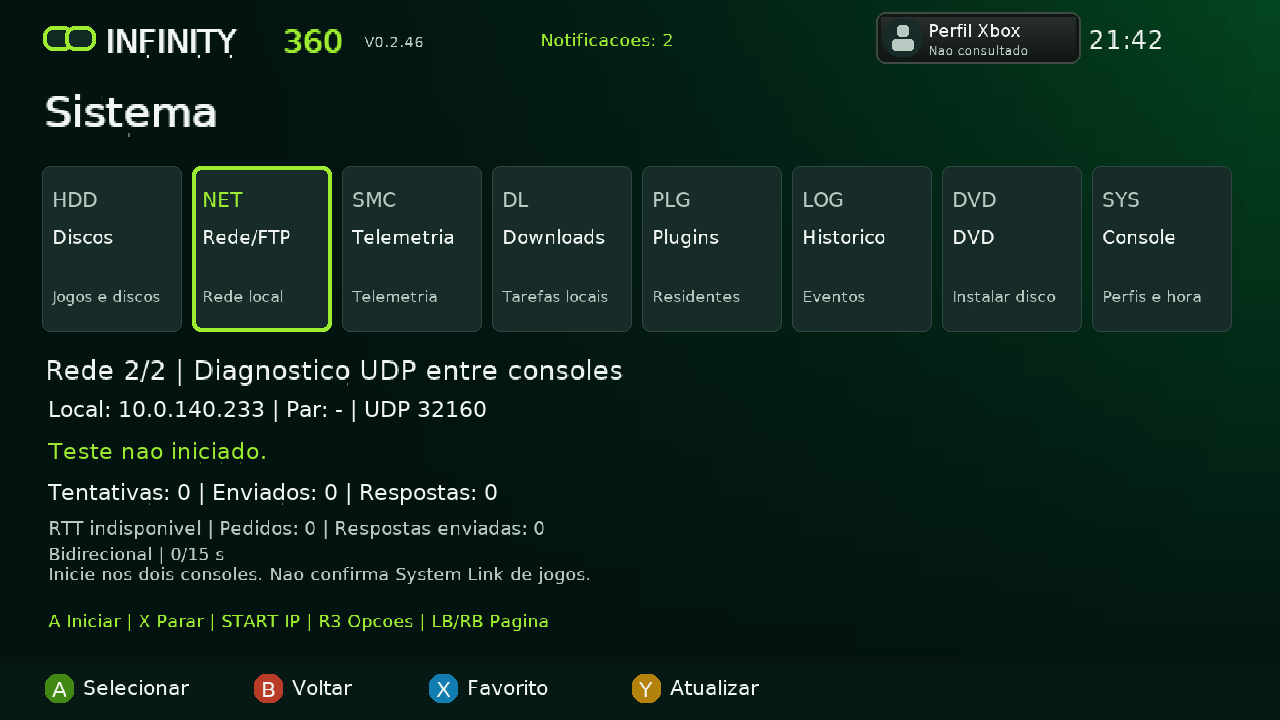 INFINITY 360 V0.2.46 Notificacoes: 2 Perfil Xbox 21:42
Nao consultado
Sistema
HDD NET SMC DL PLG LOG DVD SYS
Discos Rede/FTP Telemetria Downloads Plugins Historico DVD Console
Jogos e discos Rede local Telemetria Tarefas locais Residentes Eventos Instalar disco Perfis e hora
Rede 2/2 | Diagnostico UDP entre consoles
Local: 10.0.140.233 | Par: - | UDP 32160
Teste nao iniciado.
Tentativas: 0 | Enviados: 0 | Respostas: 0
RTT indisponivel | Pedidos: 0 | Respostas enviadas: 0
Bidirecional | 0/15 s
Inicie nos dois consoles. Nao confirma System Link de jogos.
A Iniciar | X Parar | START IP | R3 Opcoes | LB/RB Pagina
A Selecionar B Voltar X Favorito Y Atualizar